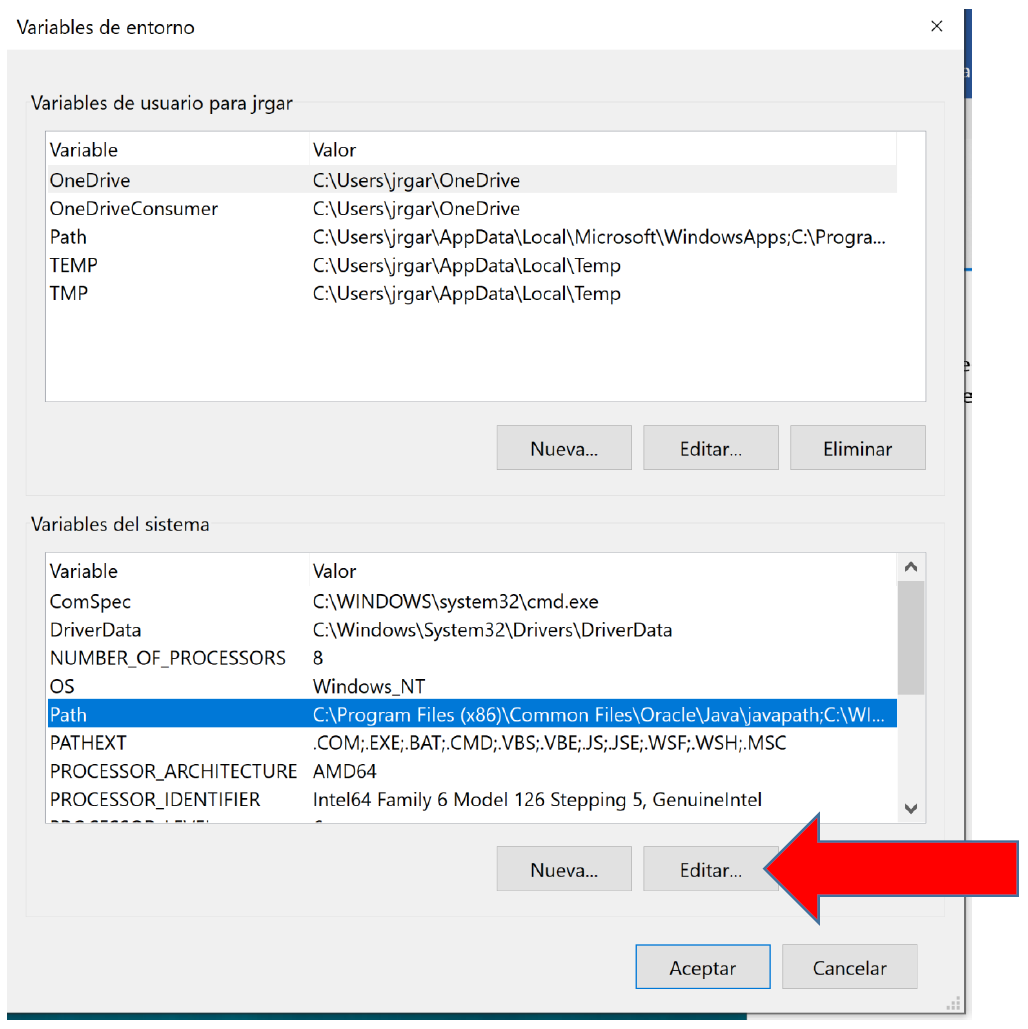 Variables de entorno
Variables de usuario para jrgar
Variable Valor
OneDrive C:\Users\jrgar\OneDrive
OneDriveConsumer C:\Users\jrgar\OneDrive
Path C:\Users\jrgar\AppData\Local\Microsoft\WindowsApps;C:\Progra...
TEMP C:\Users\jrgar\AppData\Local\Temp
TMP C:\Users\jrgar\AppData\Local\Temp
Nueva... Editar... Eliminar
Variables del sistema
Variable Valor
ComSpec C:\WINDOWS\system32\cmd.exe
DriverData C:\Windows\System32\Drivers\DriverData
NUMBER_OF_PROCESSORS 8
OS Windows_NT
Path C:\Program Files (x86)\Common Files\Oracle\Java\javapath;C:\WI...
PATHEXT .COM;.EXE;.BAT;.CMD;.VBS;.VBE;.JS;.JSE;.WSF;.WSH;.MSC
PROCESSOR_ARCHITECTURE AMD64
PROCESSOR_IDENTIFIER Intel64 Family 6 Model 126 Stepping 5, GenuineIntel
Nueva... Editar...
Aceptar Cancelar